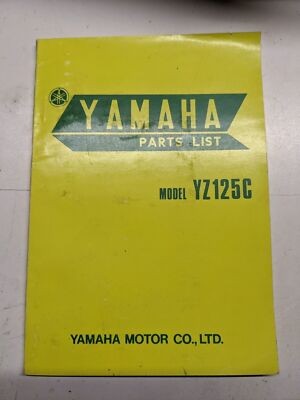 YAMAHA
PARTS LIST
MODEL YZ125C
YAMAHA MOTOR CO., LTD.